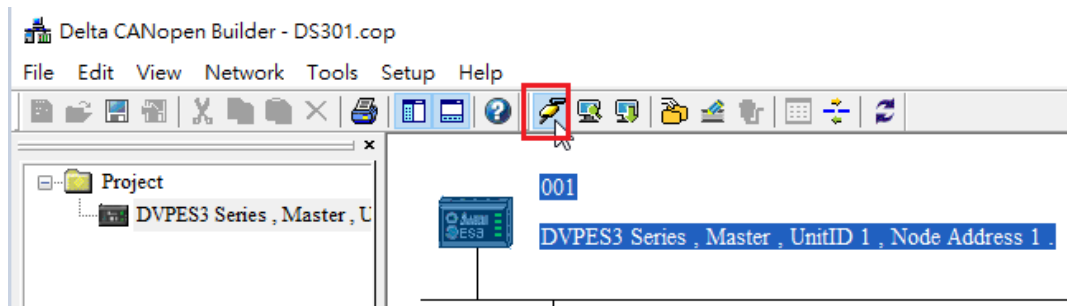 Delta CANopen Builder - DS301.cop
File Edit View Network Tools Setup Help
Project
DVPES3 Series , Master , U
001
ES3
DVPES3 Series , Master , UnitID 1 , Node Address 1 .